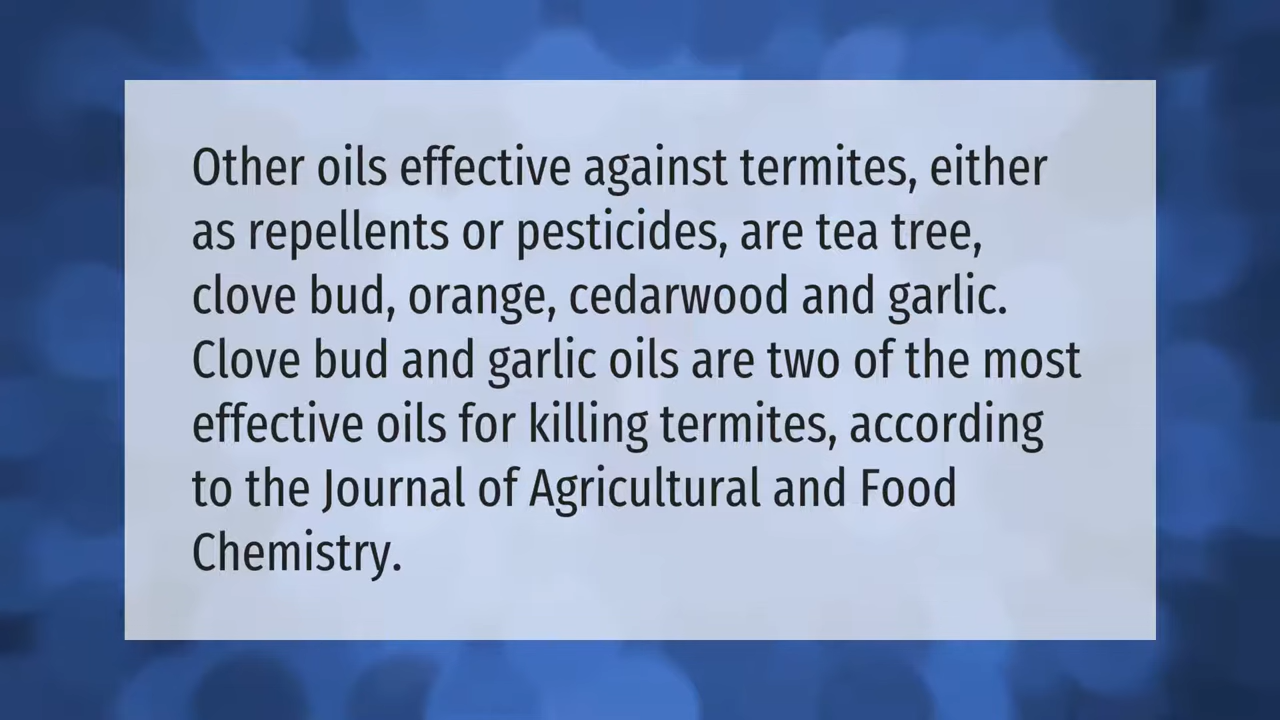 Other oils effective against termites, either
as repellents or pesticides, are tea tree,
clove bud, orange, cedarwood and garlic.
Clove bud and garlic oils are two of the most
effective oils for killing termites, according
to the Journal of Agricultural and Food
Chemistry.